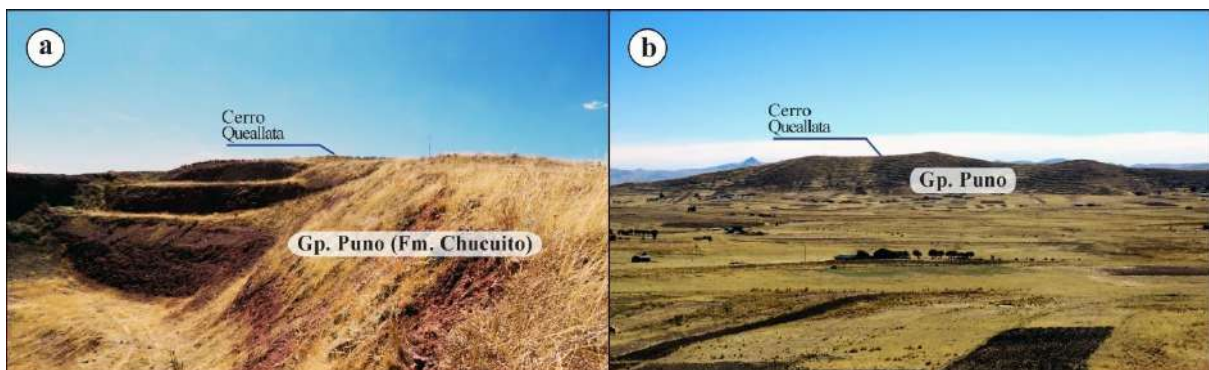 a
Cerro
Queallata
Gp. Puno (Fm. Chucuito)
b
Cerro
Queallata
Gp. Puno